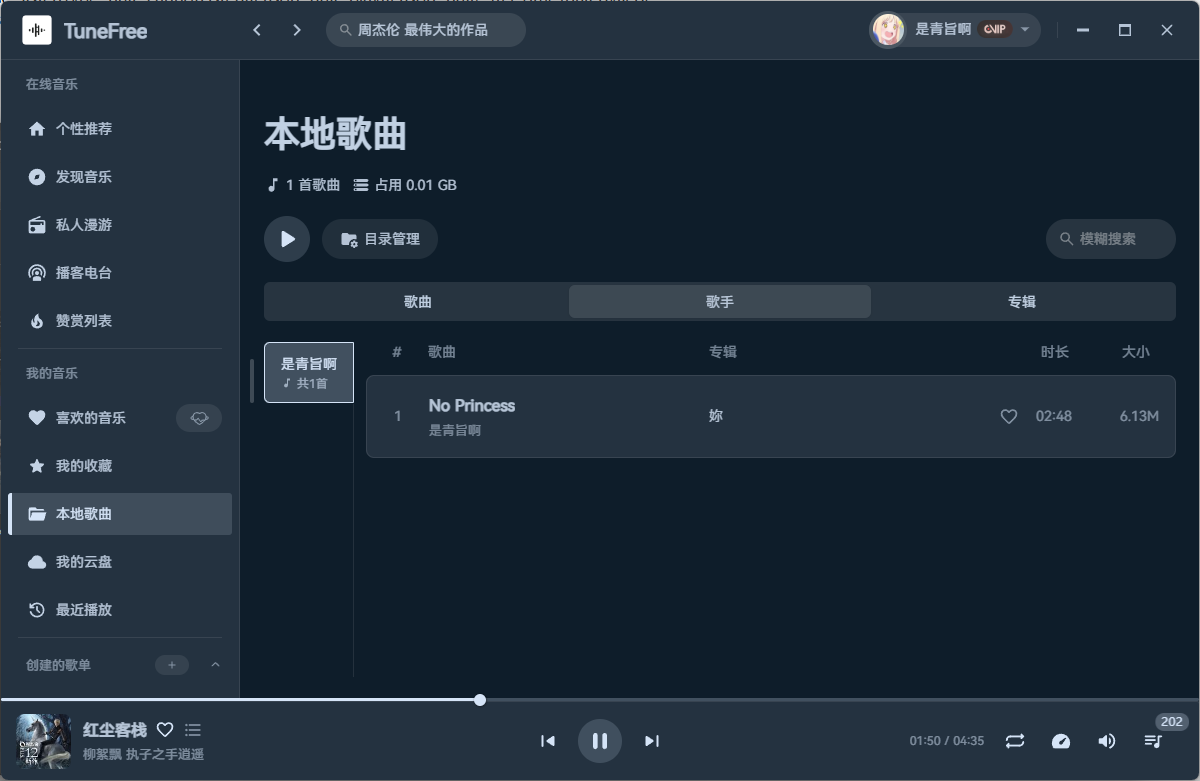 TuneFree
周杰伦 最伟大的作品
是青旨啊
VIP
在线音乐
个性推荐
发现音乐
私人漫游
播客电台
赞赏列表
我的音乐
喜欢的音乐
我的收藏
本地歌曲
我的云盘
最近播放
创建的歌单
本地歌曲
1 首歌曲 占用 0.01 GB
目录管理
模糊搜索
歌曲 歌手 专辑
是青旨啊
共1首
# 歌曲 专辑 时长 大小
1 No Princess 妳 02:48 6.13M
是青旨啊
红尘客栈
柳絮飘 执子之手逍遥
01:50 / 04:35
202